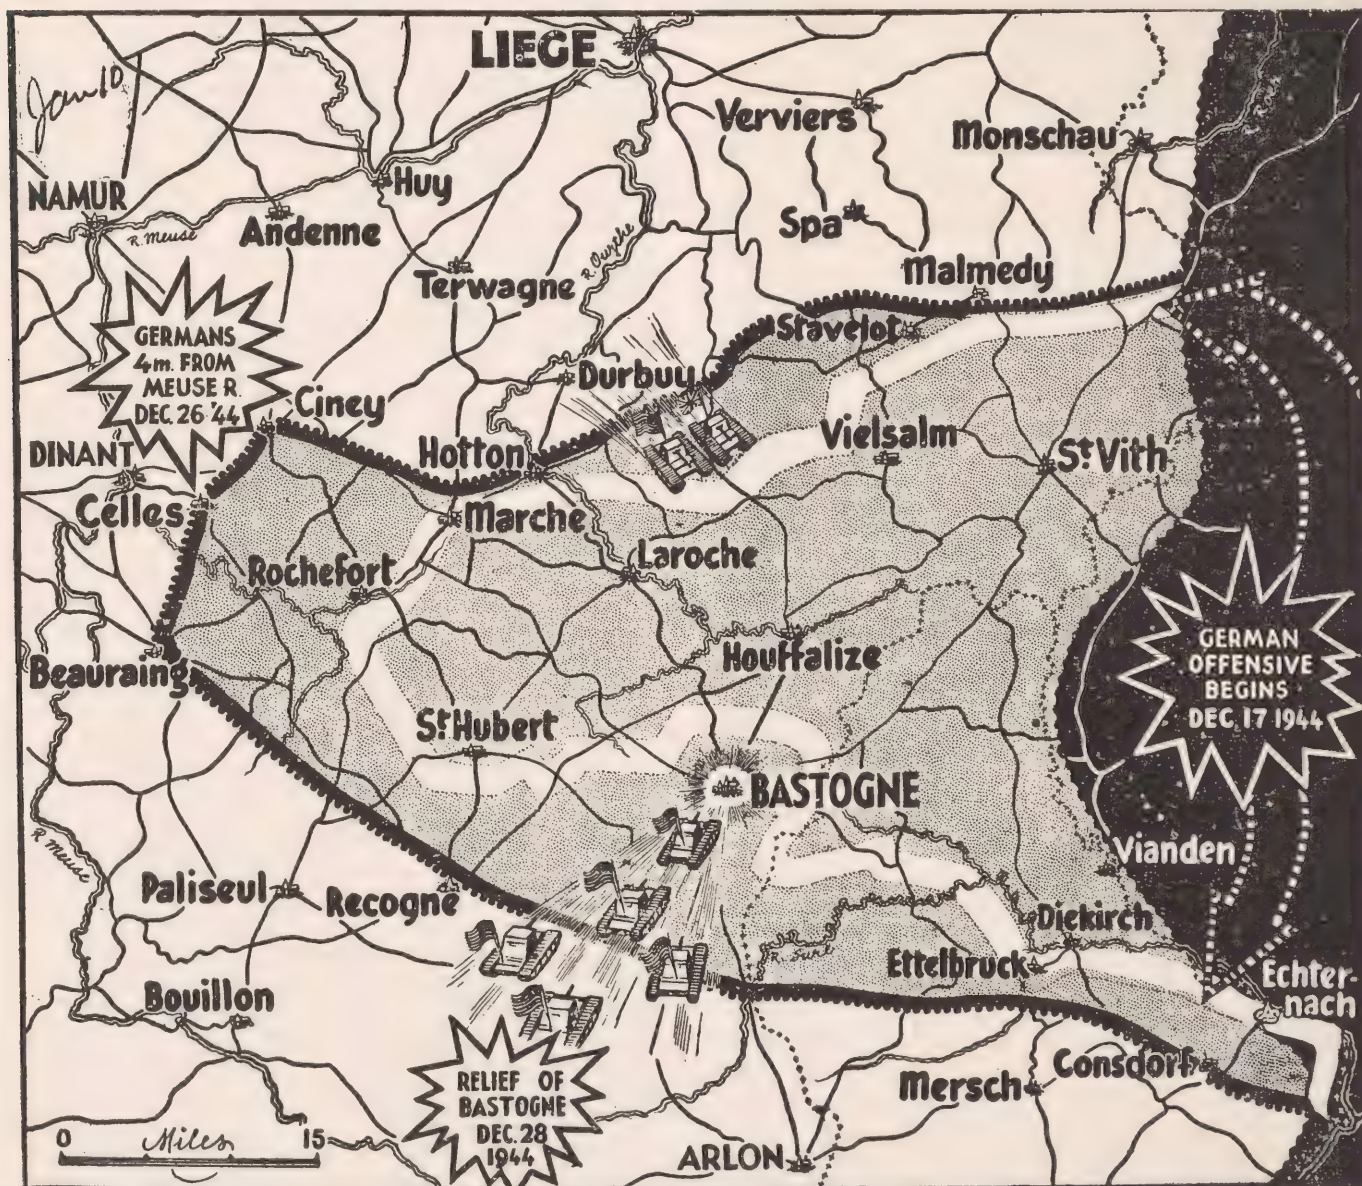 LIEGE
Jan 10
Verviers
Monschau
Huy
NAMUR
R. Meuse
Andenne
Spa
R. Ourthe
Terwagne
Malmedy
GERMANS
4m. FROM
MEUSE R.
DEC. 26 '44
Stavelot
Durbuy
Ciney
Hotton
Vielsalm
St Vith
DINANT
Celles
Marche
Laroche
Rochefort
Houffalize
GERMAN
OFFENSIVE
BEGINS
DEC. 17 1944
Beauraing
St Hubert
BASTOGNE
R. Meuse
Vianden
Paliseul
Recogne
Diekirch
R. Sure
Ettelbruck
Echter-
nach
Bouillon
Consdorf
Mersch
RELIEF OF
BASTOGNE
DEC. 28
1944
0 Miles 15
ARLON